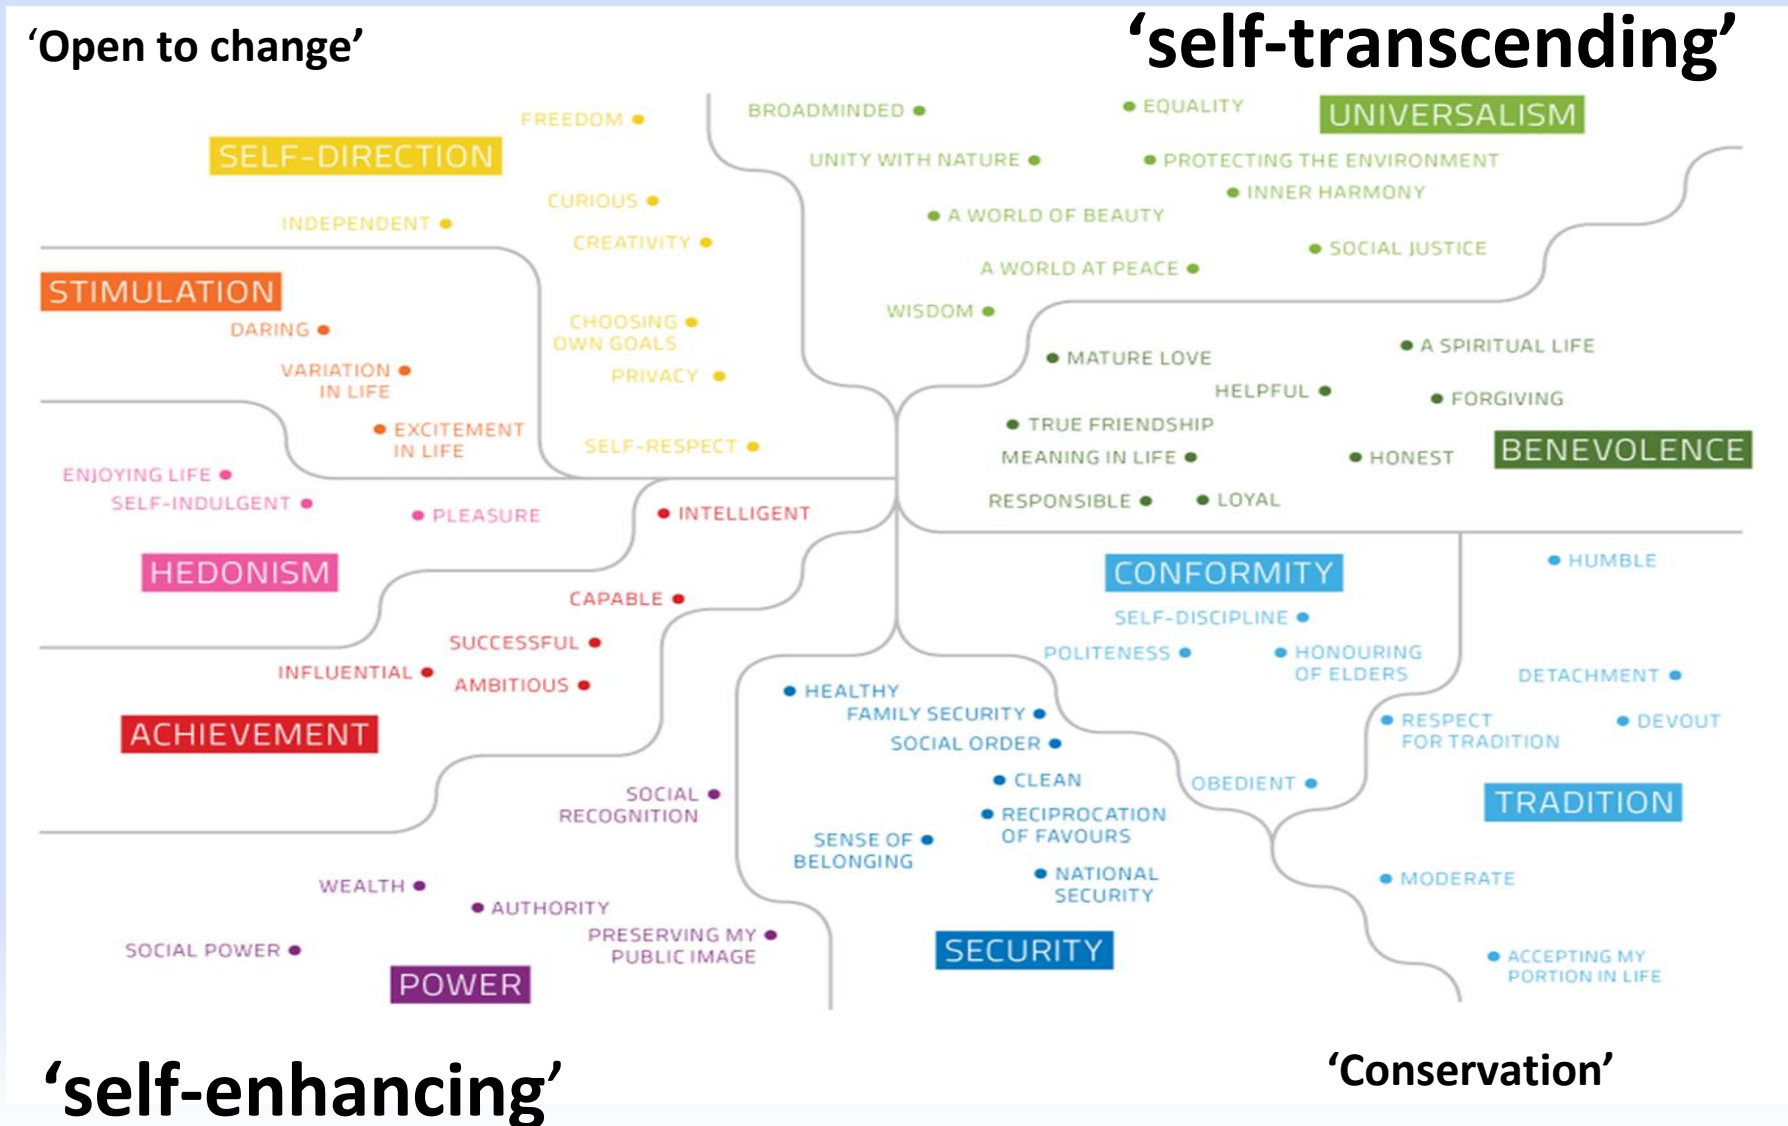 ‘Open to change’
‘self-transcending’
SELF-DIRECTION
FREEDOM
CURIOUS
INDEPENDENT
CREATIVITY
CHOOSING
OWN GOALS
PRIVACY
SELF-RESPECT
BROADMINDED
EQUALITY
UNIVERSALISM
UNITY WITH NATURE
PROTECTING THE ENVIRONMENT
INNER HARMONY
A WORLD OF BEAUTY
SOCIAL JUSTICE
A WORLD AT PEACE
WISDOM
STIMULATION
DARING
VARIATION
IN LIFE
EXCITEMENT
IN LIFE
MATURE LOVE
A SPIRITUAL LIFE
HELPFUL
FORGIVING
TRUE FRIENDSHIP
BENEVOLENCE
MEANING IN LIFE
HONEST
RESPONSIBLE
LOYAL
ENJOYING LIFE
SELF-INDULGENT
PLEASURE
HEDONISM
INTELLIGENT
CAPABLE
SUCCESSFUL
INFLUENTIAL
AMBITIOUS
ACHIEVEMENT
CONFORMITY
SELF-DISCIPLINE
POLITENESS
HONOURING
OF ELDERS
OBEDIENT
HUMBLE
DETACHMENT
RESPECT
FOR TRADITION
DEVOUT
TRADITION
MODERATE
ACCEPTING MY
PORTION IN LIFE
HEALTHY
FAMILY SECURITY
SOCIAL ORDER
CLEAN
RECIPROCATION
OF FAVOURS
SENSE OF
BELONGING
NATIONAL
SECURITY
SECURITY
SOCIAL
RECOGNITION
WEALTH
AUTHORITY
PRESERVING MY
PUBLIC IMAGE
SOCIAL POWER
POWER
‘self-enhancing’
‘Conservation’